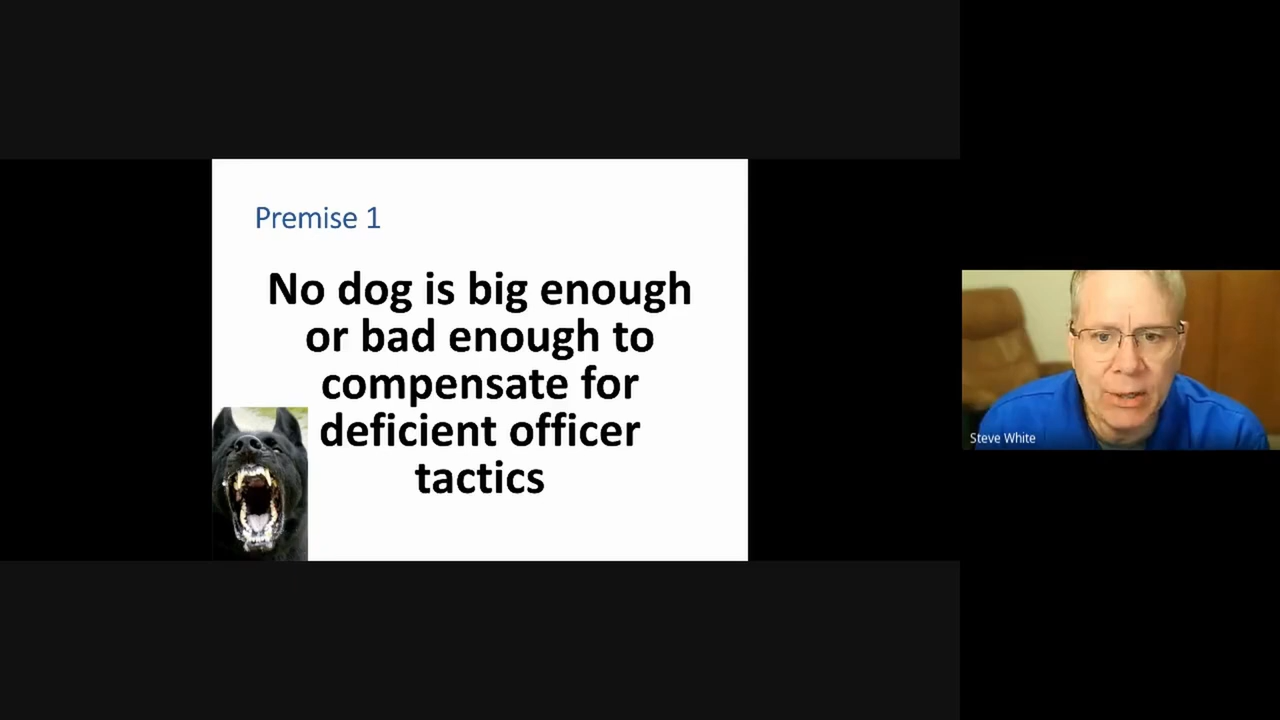 Premise 1
No dog is big enough
or bad enough to
compensate for
deficient officer
tactics
Steve White